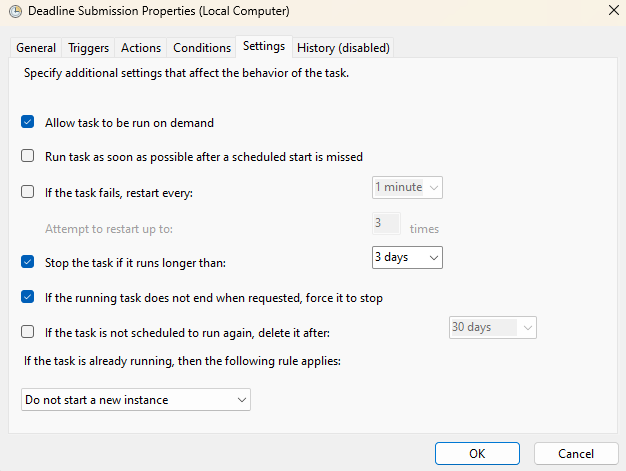 Deadline Submission Properties (Local Computer)
General Triggers Actions Conditions Settings History (disabled)
Specify additional settings that affect the behavior of the task.
Allow task to be run on demand
Run task as soon as possible after a scheduled start is missed
If the task fails, restart every: 1 minute
Attempt to restart up to: 3 times
Stop the task if it runs longer than: 3 days
If the running task does not end when requested, force it to stop
If the task is not scheduled to run again, delete it after: 30 days
If the task is already running, then the following rule applies:
Do not start a new instance
OK Cancel